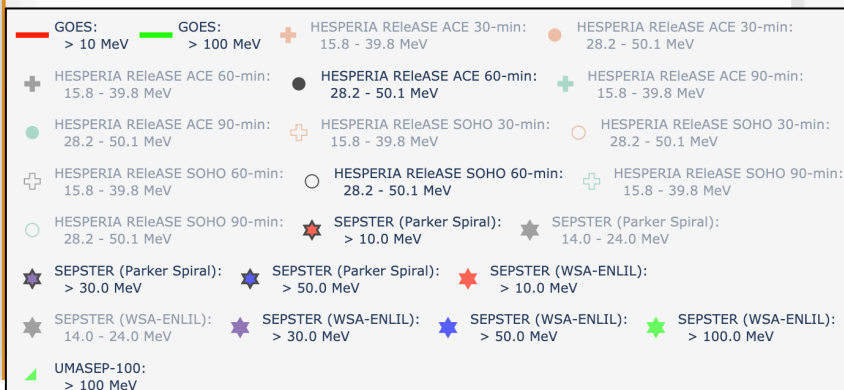 GOES: GOES: HESPERIA REleASE ACE 30-min: HESPERIA REleASE ACE 30-min:
> 10 MeV > 100 MeV 15.8 - 39.8 MeV 28.2 - 50.1 MeV
HESPERIA REleASE ACE 60-min: HESPERIA REleASE ACE 60-min: HESPERIA REleASE ACE 90-min:
15.8 - 39.8 MeV 28.2 - 50.1 MeV 15.8 - 39.8 MeV
HESPERIA REleASE ACE 90-min: HESPERIA REleASE SOHO 30-min: HESPERIA REleASE SOHO 30-min:
28.2 - 50.1 MeV 15.8 - 39.8 MeV 28.2 - 50.1 MeV
HESPERIA REleASE SOHO 60-min: HESPERIA REleASE SOHO 60-min: HESPERIA REleASE SOHO 90-min:
15.8 - 39.8 MeV 28.2 - 50.1 MeV 15.8 - 39.8 MeV
HESPERIA REleASE SOHO 90-min: SEPSTER (Parker Spiral): SEPSTER (Parker Spiral):
28.2 - 50.1 MeV > 10.0 MeV 14.0 - 24.0 MeV
SEPSTER (Parker Spiral): SEPSTER (Parker Spiral): SEPSTER (WSA-ENLIL):
> 30.0 MeV > 50.0 MeV > 10.0 MeV
SEPSTER (WSA-ENLIL): SEPSTER (WSA-ENLIL): SEPSTER (WSA-ENLIL): SEPSTER (WSA-ENLIL):
14.0 - 24.0 MeV > 30.0 MeV > 50.0 MeV > 100.0 MeV
UMASEP-100:
> 100 MeV